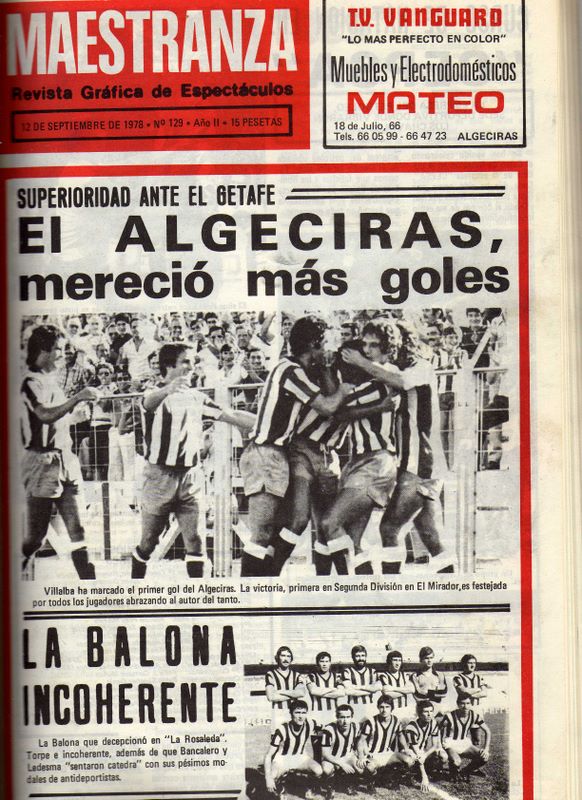 MAESTRANZA
Revista Gráfica de Espectáculos
12 DE SEPTIEMBRE DE 1978 • Nº 129 • Año II • 15 PESETAS
T.V. VANGUARD
"LO MAS PERFECTO EN COLOR"
Muebles y Electrodomésticos
MATEO
18 de Julio, 66
Tels. 66 05 99 - 66 47 23 ALGECIRAS
SUPERIORIDAD ANTE EL GETAFE
El ALGECIRAS,
mereció más goles
Villalba ha marcado el primer gol del Algeciras. La victoria, primera en Segunda División en El Mirador,es festejada
por todos los jugadores abrazando al autor del tanto.
LA BALONA
INCOHERENTE
La Balona que decepcionó en "La Rosaleda".
Torpe e incoherente, además de que Bancalero y
Ledesma "sentaron catedra" con sus pésimos mo-
dales de antideportistas.